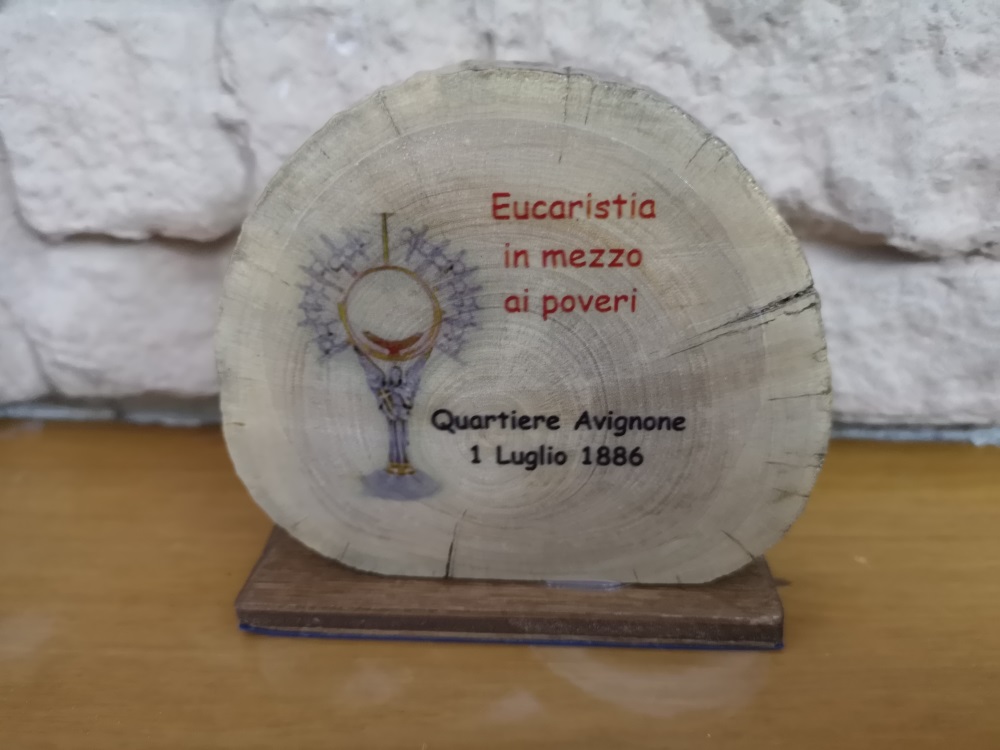 Eucaristia
in mezzo
ai poveri
Quartiere Avignone
1 Luglio 1886